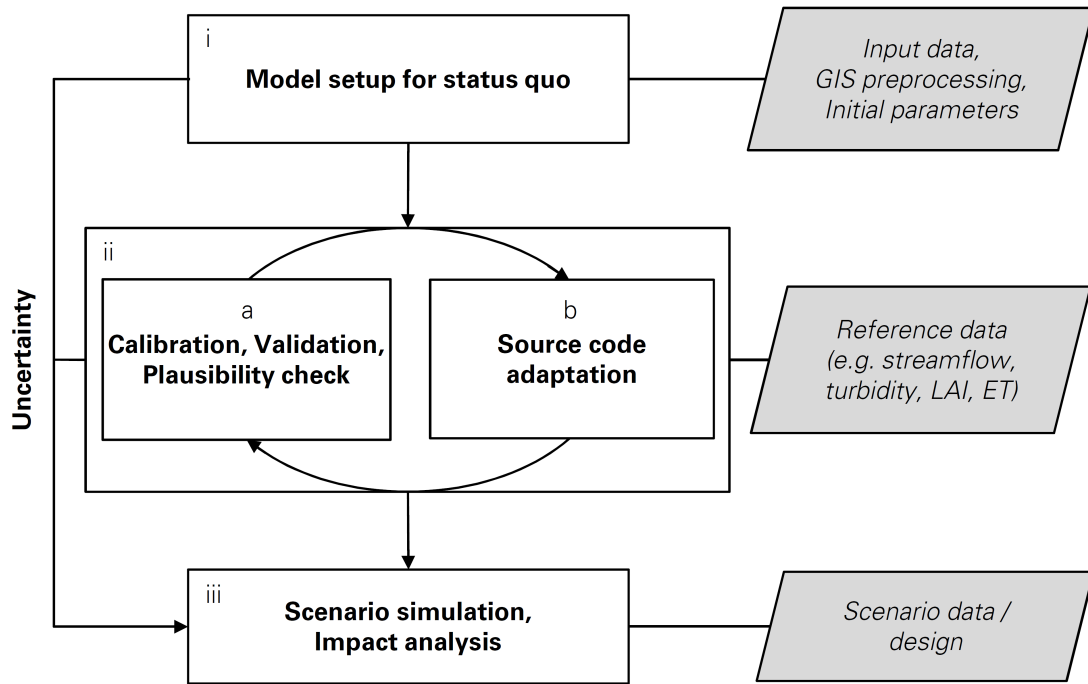 i
Model setup for status quo
Input data,
GIS preprocessing,
Initial parameters
Uncertainty
ii
a
Calibration, Validation,
Plausibility check
b
Source code
adaptation
Reference data
(e.g. streamflow,
turbidity, LAI, ET)
iii
Scenario simulation,
Impact analysis
Scenario data /
design